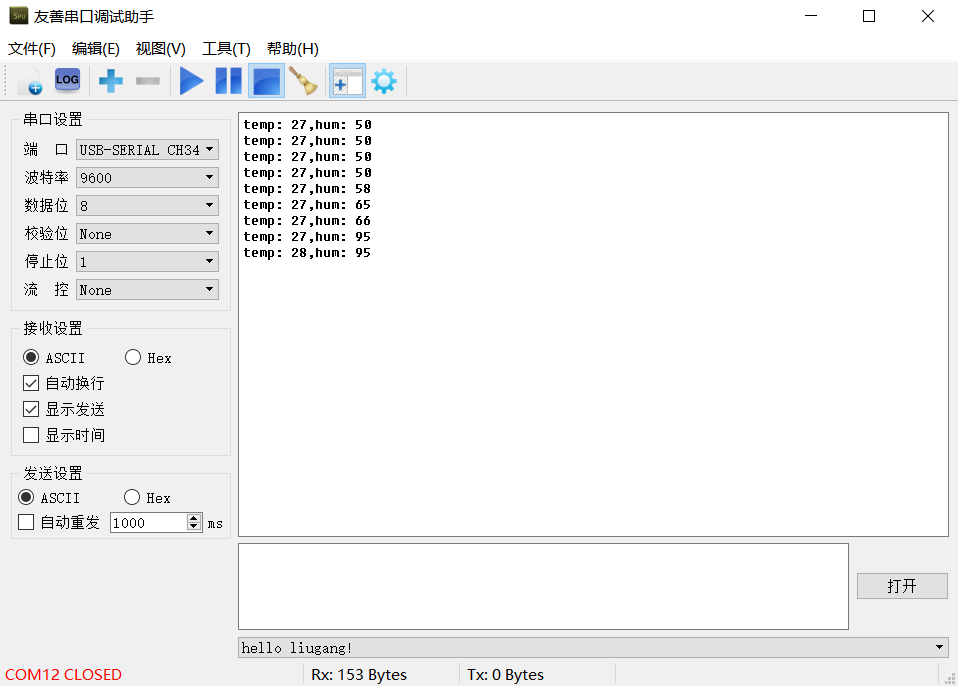 友善串口调试助手
文件(F) 编辑(E) 视图(V) 工具(T) 帮助(H)
LOG
串口设置
端 口 USB-SERIAL CH34
波特率 9600
数据位 8
校验位 None
停止位 1
流 控 None
接收设置
ASCII Hex
自动换行
显示发送
显示时间
发送设置
ASCII Hex
自动重发 1000 ms
temp: 27,hum: 50
temp: 27,hum: 50
temp: 27,hum: 50
temp: 27,hum: 50
temp: 27,hum: 58
temp: 27,hum: 65
temp: 27,hum: 66
temp: 27,hum: 95
temp: 28,hum: 95
打开
hello liugang!
COM12 CLOSED Rx: 153 Bytes Tx: 0 Bytes